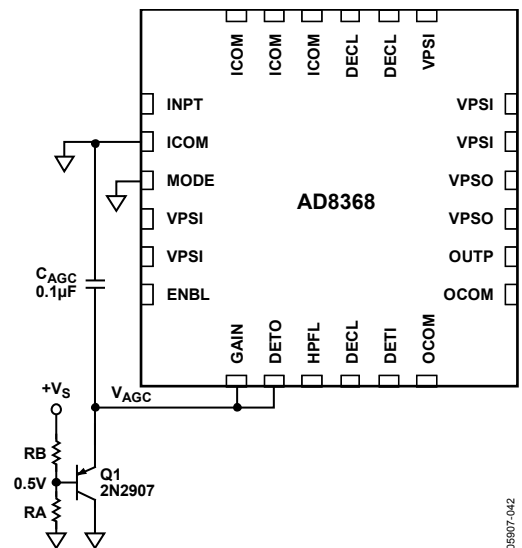 ICOM
ICOM
ICOM
DECL
DECL
VPSI
INPT
ICOM
MODE
VPSI
VPSI
ENBL
AD8368
VPSI
VPSI
VPSO
VPSO
OUTP
OCOM
GAIN
DETO
HPFL
DECL
DETI
OCOM
CAGC
0.1µF
+VS
VAGC
RB
0.5V
RA
Q1
2N2907
05907-042